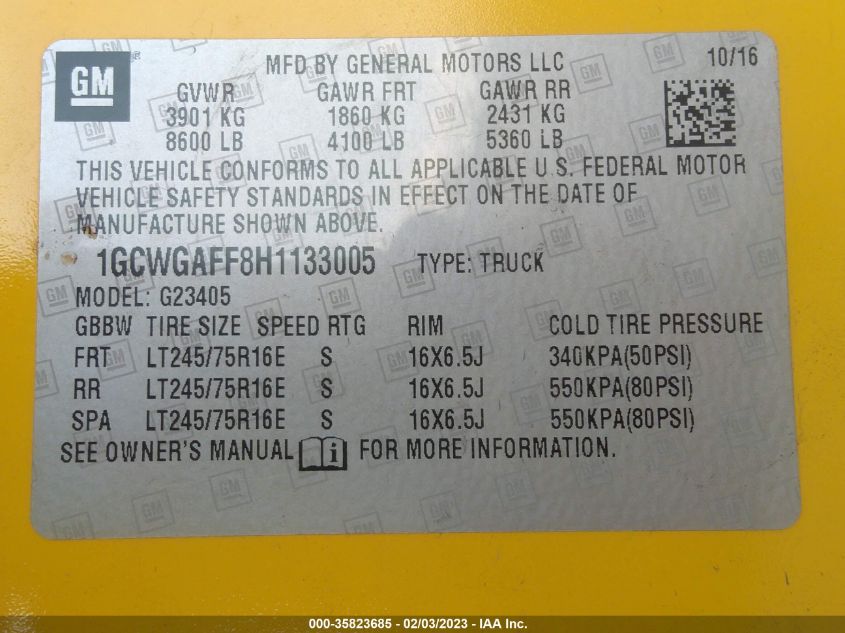 GM
MFD BY GENERAL MOTORS LLC 10/16
GVWR GAWR FRT GAWR RR
3901 KG 1860 KG 2431 KG
8600 LB 4100 LB 5360 LB
THIS VEHICLE CONFORMS TO ALL APPLICABLE U.S. FEDERAL MOTOR
VEHICLE SAFETY STANDARDS IN EFFECT ON THE DATE OF
MANUFACTURE SHOWN ABOVE.
1GCWGAFF8H1133005 TYPE: TRUCK
MODEL: G23405
GBBW TIRE SIZE SPEED RTG RIM COLD TIRE PRESSURE
FRT LT245/75R16E S 16X6.5J 340KPA(50PSI)
RR LT245/75R16E S 16X6.5J 550KPA(80PSI)
SPA LT245/75R16E S 16X6.5J 550KPA(80PSI)
SEE OWNER'S MANUAL i FOR MORE INFORMATION.
000-35823685 - 02/03/2023 - IAA Inc.